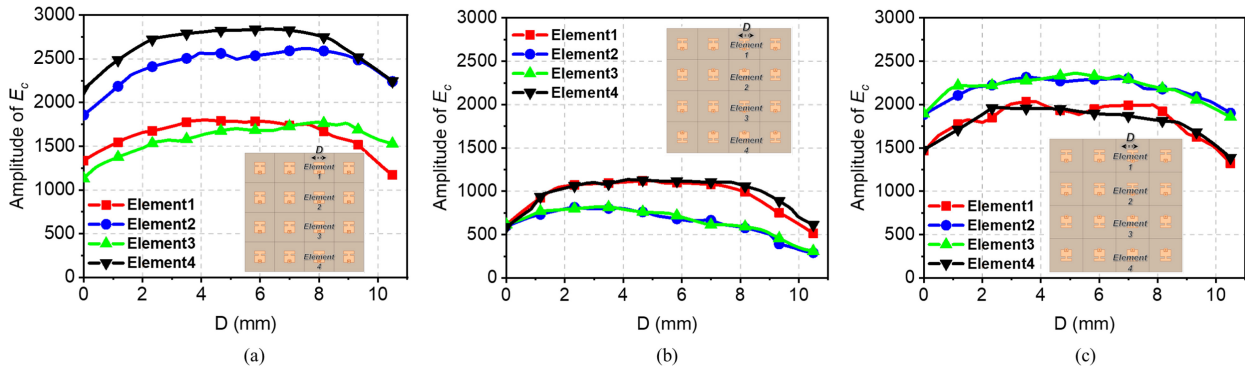 3000
2500
2000
1500
1000
500
0
Amplitude of Ec
0 2 4 6 8 10
D (mm)
Element1
Element2
Element3
Element4
D
Element
1
Element
2
Element
3
Element
4
(a)
3000
2500
2000
1500
1000
500
0
Amplitude of Ec
0 2 4 6 8 10
D (mm)
Element1
Element2
Element3
Element4
D
Element
1
Element
2
Element
3
Element
4
(b)
3000
2500
2000
1500
1000
500
0
Amplitude of Ec
0 2 4 6 8 10
D (mm)
Element1
Element2
Element3
Element4
D
Element
1
Element
2
Element
3
Element
4
(c)